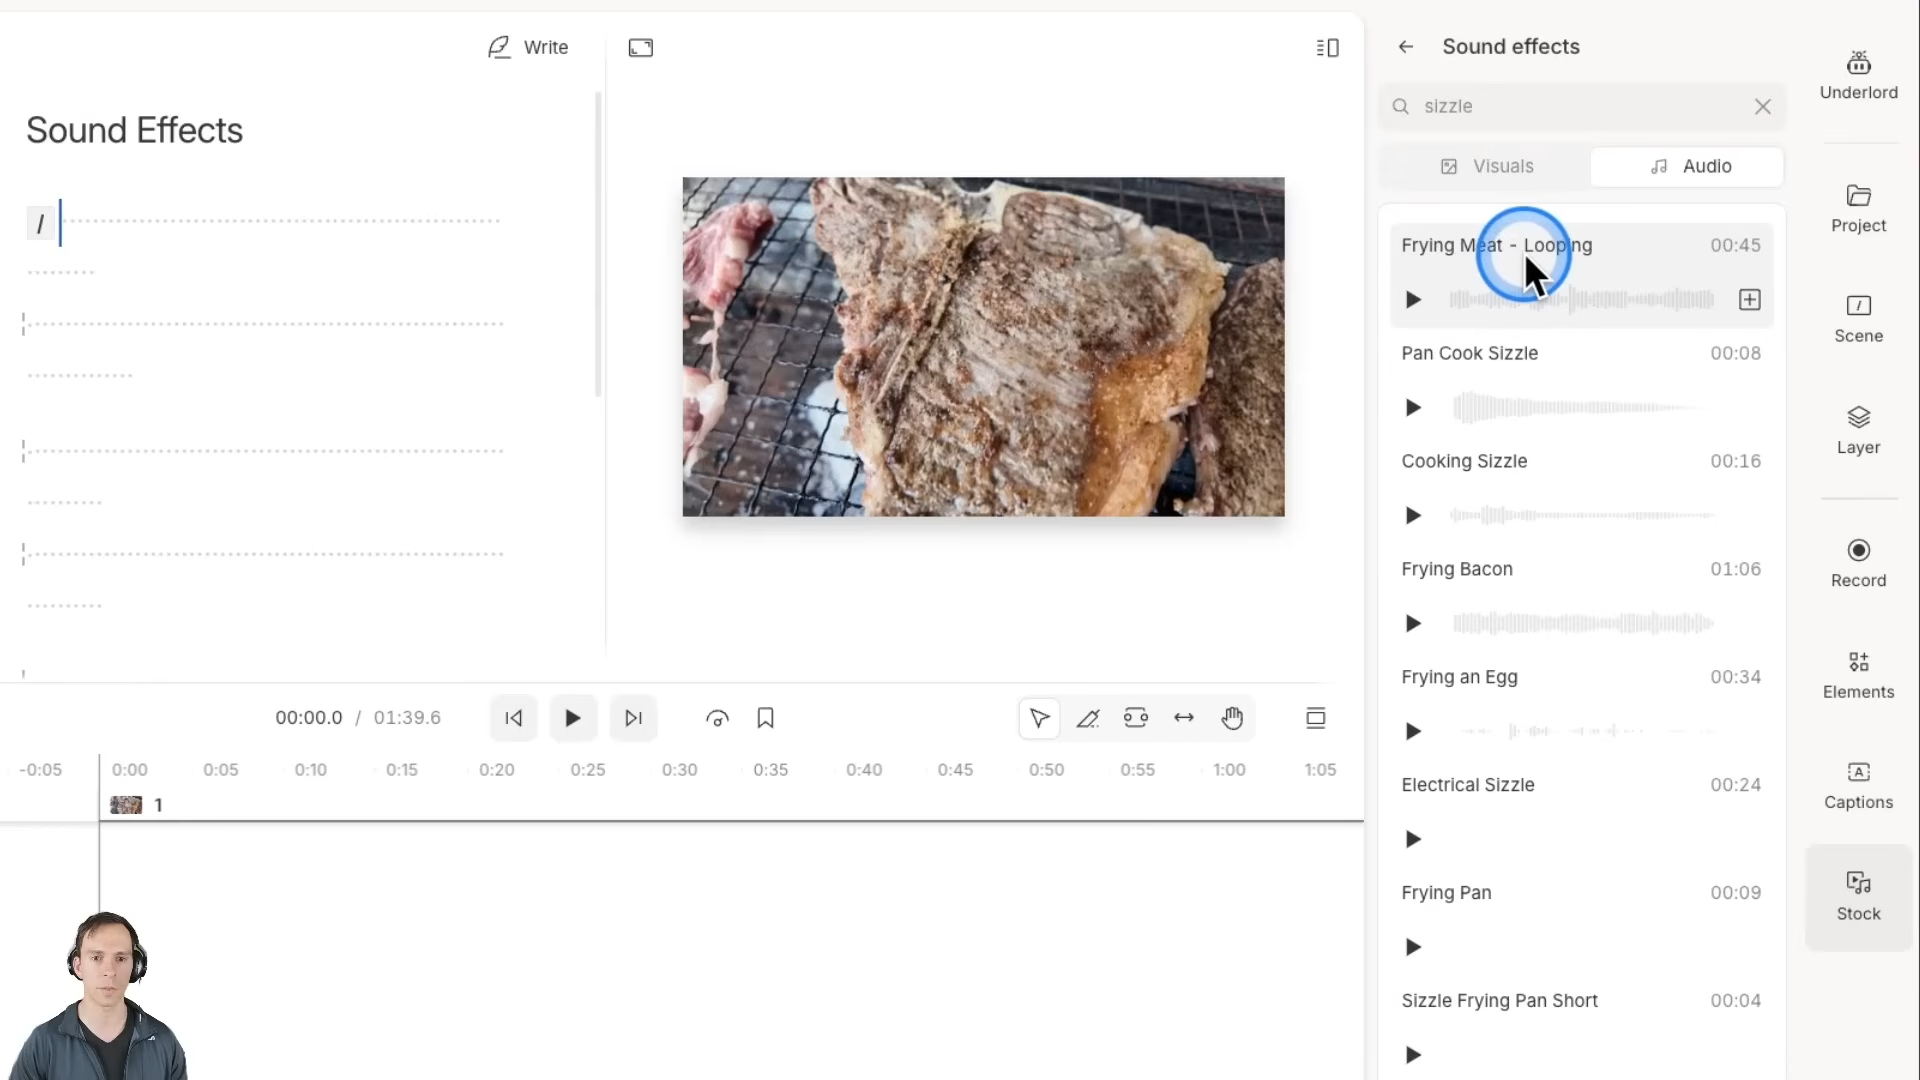 Write
Sound Effects
/
00:00.0 / 01:39.6
-0:05 0:00 0:05 0:10 0:15 0:20 0:25 0:30 0:35 0:40 0:45 0:50 0:55 1:00 1:05
1
Sound effects
sizzle
Visuals
Audio
Frying Meat - Looping 00:45
Pan Cook Sizzle 00:08
Cooking Sizzle 00:16
Frying Bacon 01:06
Frying an Egg 00:34
Electrical Sizzle 00:24
Frying Pan 00:09
Sizzle Frying Pan Short 00:04
Underlord
Project
Scene
Layer
Record
Elements
Captions
Stock